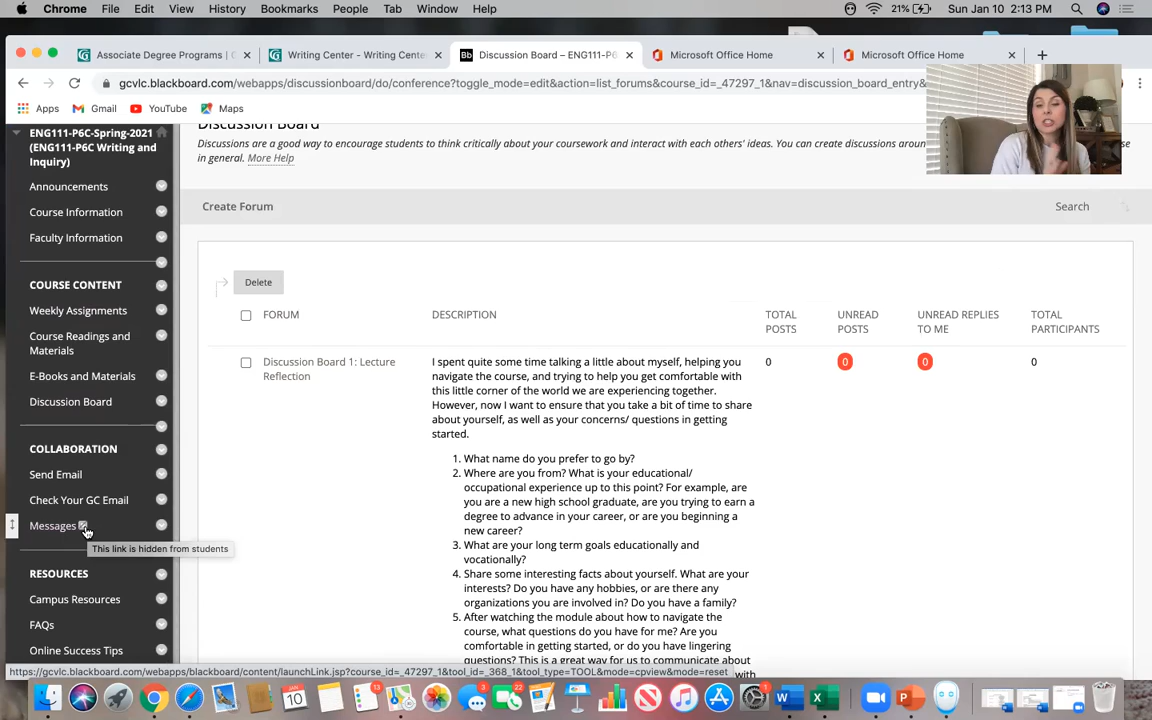 Chrome File Edit View History Bookmarks People Tab Window Help 21% Sun Jan 10 2:13 PM
Associate Degree Programs | G Writing Center - Writing Cente Bb Discussion Board – ENG111-P6 Microsoft Office Home Microsoft Office Home
gcvlc.blackboard.com/webapps/discussionboard/do/conference?toggle_mode=edit&action=list_forums&course_id=_47297_1&nav=discussion_board_entry&
Apps Gmail YouTube Maps
ENG111-P6C-Spring-2021
(ENG111-P6C Writing and
Inquiry)
Announcements
Course Information
Faculty Information
COURSE CONTENT
Weekly Assignments
Course Readings and
Materials
E-Books and Materials
Discussion Board
COLLABORATION
Send Email
Check Your GC Email
Messages
This link is hidden from students
RESOURCES
Campus Resources
FAQs
Online Success Tips
Discussion Board
Discussions are a good way to encourage students to think critically about your coursework and interact with each others' ideas. You can create discussions aroun
in general. More Help
Create Forum Search
Delete
FORUM DESCRIPTION TOTAL POSTS UNREAD POSTS UNREAD REPLIES TO ME TOTAL PARTICIPANTS
Discussion Board 1: Lecture
Reflection
I spent quite some time talking a little about myself, helping you
navigate the course, and trying to help you get comfortable with
this little corner of the world we are experiencing together.
However, now I want to ensure that you take a bit of time to share
about yourself, as well as your concerns/ questions in getting
started.
0 0 0 0
1. What name do you prefer to go by?
2. Where are you from? What is your educational/
occupational experience up to this point? For example, are
you are a new high school graduate, are you trying to earn a
degree to advance in your career, or are you beginning a
new career?
3. What are your long term goals educationally and
vocationally?
4. Share some interesting facts about yourself. What are your
interests? Do you have any hobbies, or are there any
organizations you are involved in? Do you have a family?
5. After watching the module about how to navigate the
course, what questions do you have for me? Are you
comfortable in getting started, or do you have lingering
questions? This is a great way for us to communicate about
with
https://gcvlc.blackboard.com/webapps/blackboard/content/launchLink.jsp?course_id=_47297_1&tool_id=_368_1&tool_type=TOOL&mode=cpview&mode=reset